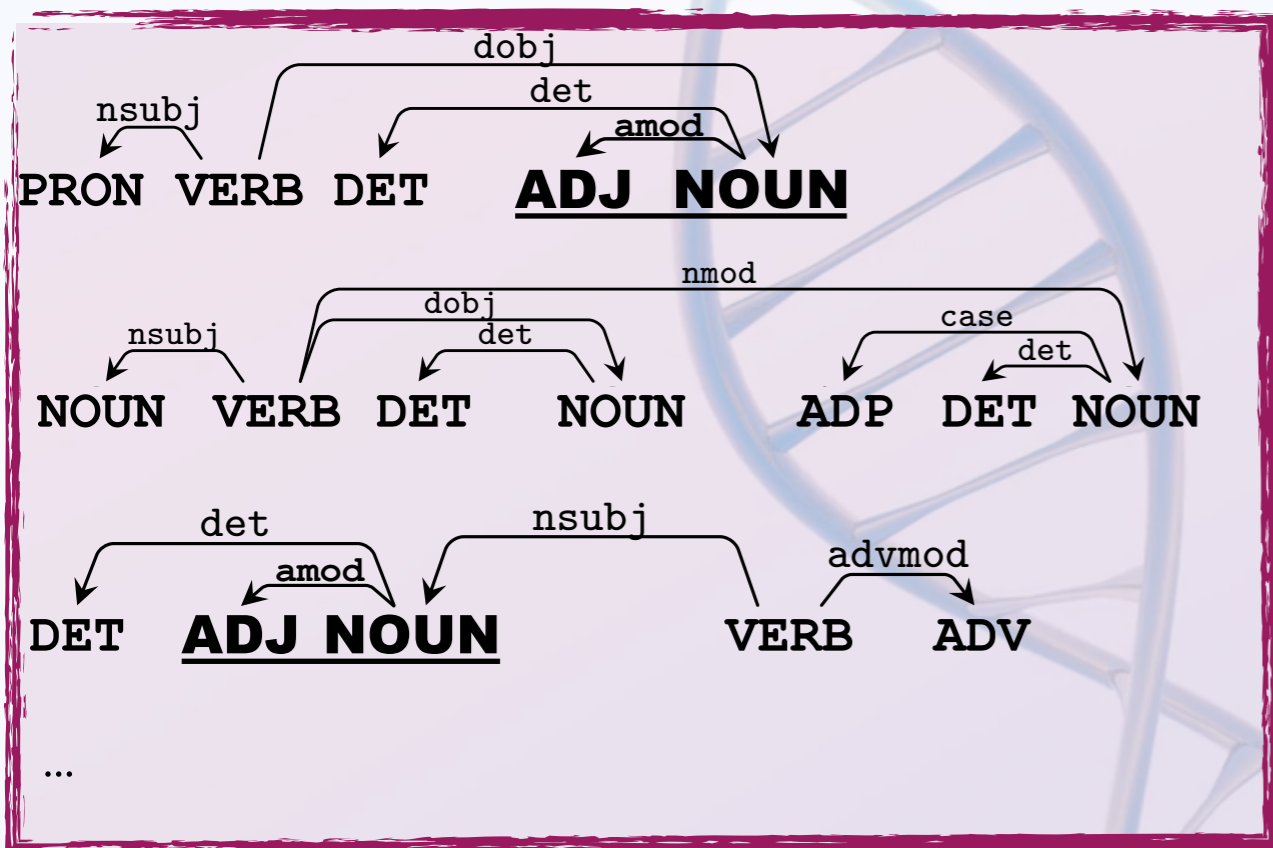 dobj
det
nsubj
amod
PRON VERB DET ADJ NOUN
nmod
dobj
case
nsubj
det
det
NOUN VERB DET NOUN ADP DET NOUN
nsubj
det
advmod
amod
DET ADJ NOUN VERB ADV
...